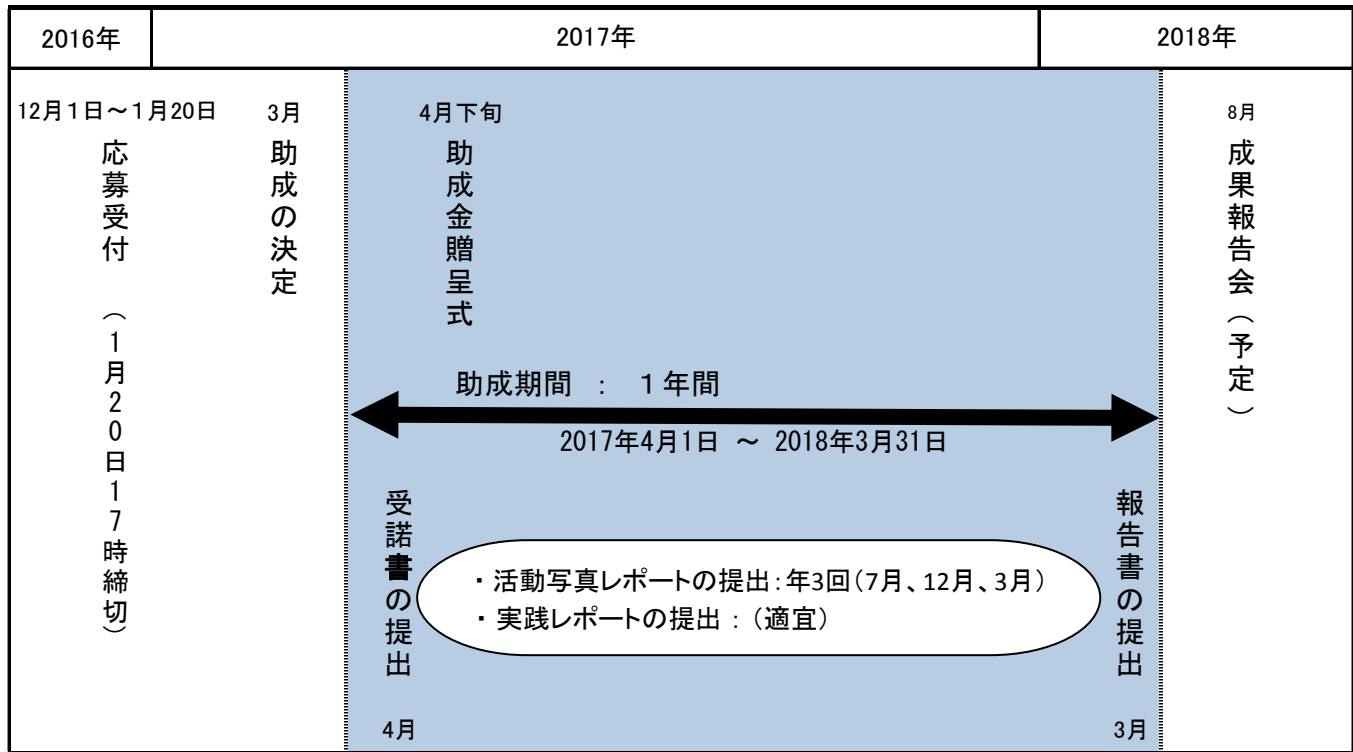 2016年
2017年
2018年
12月1日～1月20日
応募受付 （1月20日17時締切）
3月
助成の決定
4月下旬
助成金贈呈式
8月
成果報告会（予定）
助成期間 ： １年間
2017年4月1日 ～ 2018年3月31日
受諾書の提出
4月
・活動写真レポートの提出：年3回（7月、12月、3月）
・実践レポートの提出 ：（適宜）
報告書の提出
3月